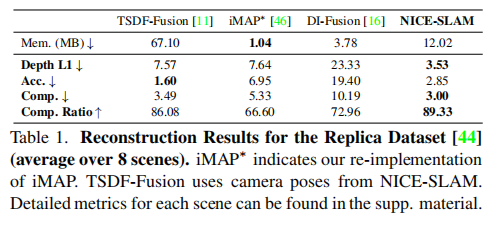 TSDF-Fusion [11] iMAP* [46] DI-Fusion [16] NICE-SLAM
Mem. (MB)↓ 67.10 1.04 3.78 12.02
Depth L1↓ 7.57 7.64 23.33 3.53
Acc.↓ 1.60 6.95 19.40 2.85
Comp.↓ 3.49 5.33 10.19 3.00
Comp. Ratio↑ 86.08 66.60 72.96 89.33
Table 1. Reconstruction Results for the Replica Dataset [44]
(average over 8 scenes). iMAP* indicates our re-implementation
of iMAP. TSDF-Fusion uses camera poses from NICE-SLAM.
Detailed metrics for each scene can be found in the supp. material.